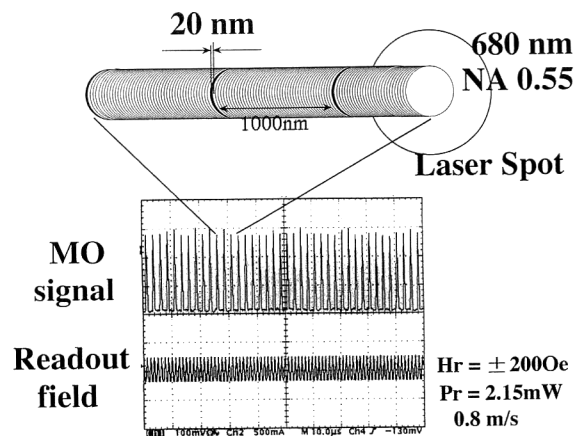 20 nm
680 nm
NA 0.55
1000nm
Laser Spot
MO
signal
Readout
field
Hr = ± 200Oe
Pr = 2.15mW
0.8 m/s
100mV Ch2 500mA M 10.0µs Ch4 -130mV